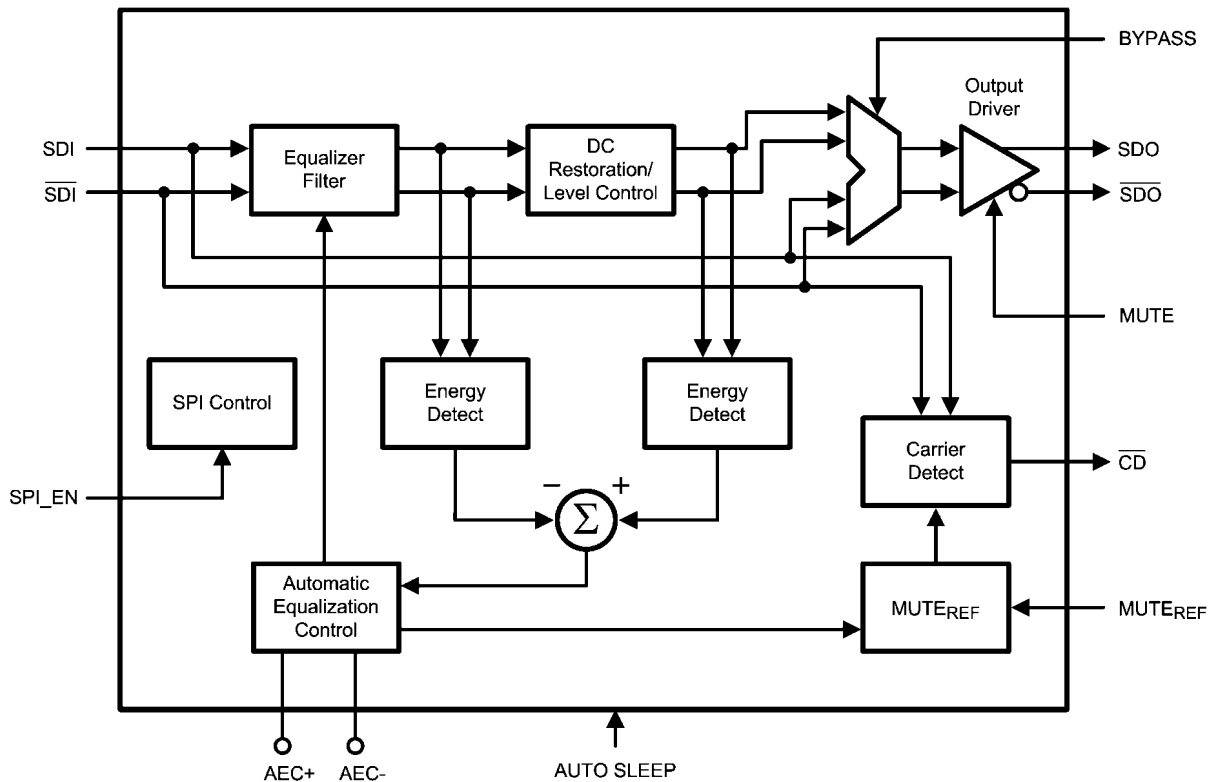 BYPASS
Output
Driver
SDI
SDI
Equalizer
Filter
DC
Restoration/
Level Control
SDO
SDO
MUTE
SPI Control
Energy
Detect
Energy
Detect
Carrier
Detect
CD
SPI_EN
− +
Σ
Automatic
Equalization
Control
MUTEREF
MUTEREF
AEC+ AEC-
AUTO SLEEP